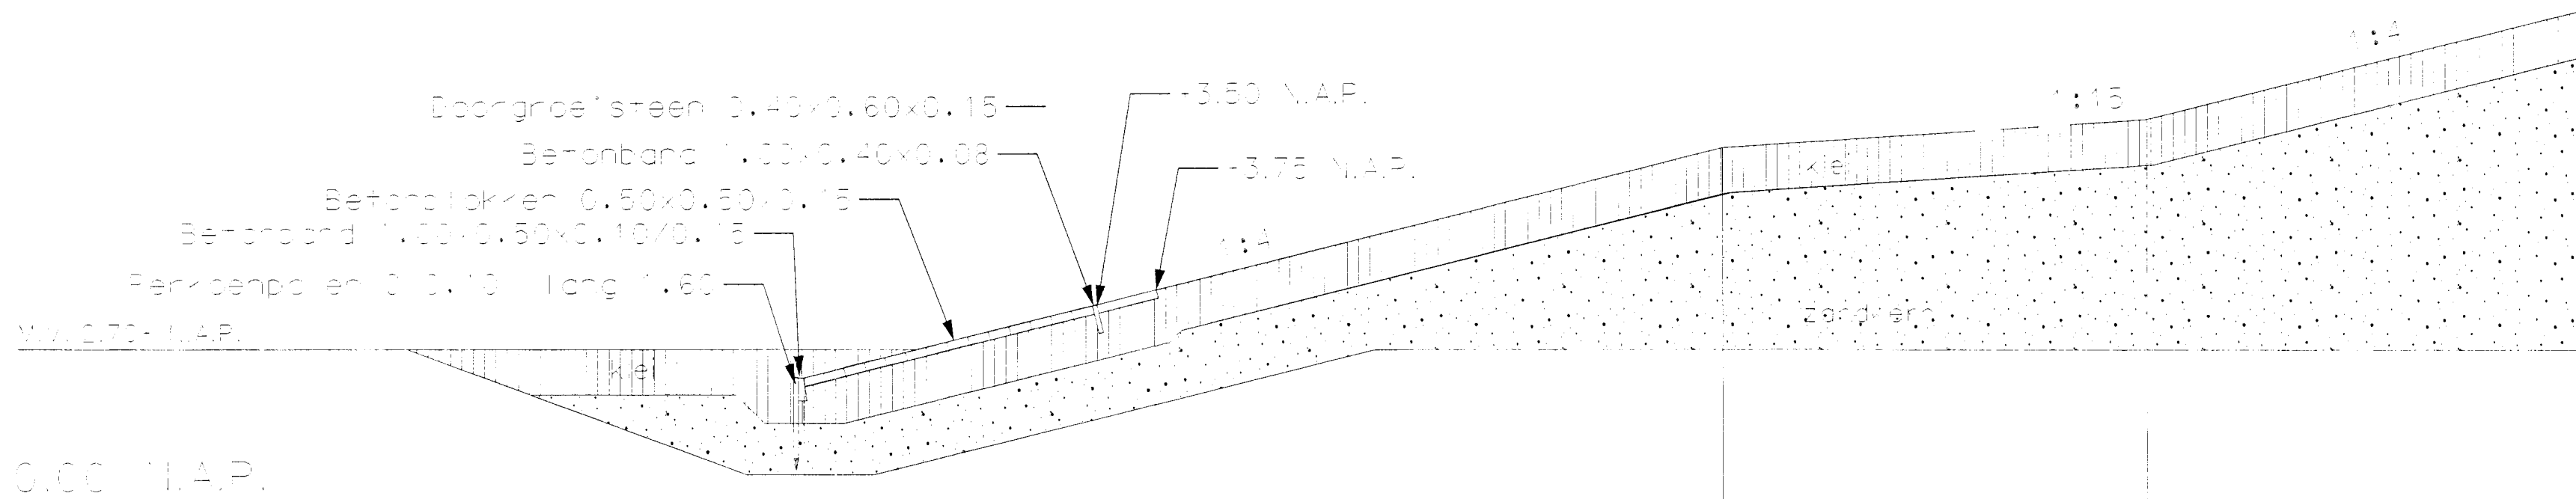 1:4
1:15
Doorgroeisteen 0.40x0.60x0.15
+3.50 N.A.P.
Betonband 1.00x0.40x0.08
+3.75 N.A.P.
klei
Betonblokken 0.50x0.50x0.15
Betonband 1.00x0.50x0.10/0.15
1:4
Perkoenpalen 0.10 lang 1.60
zandkern
2.70+ N.A.P.
klei
0.00 N.A.P.